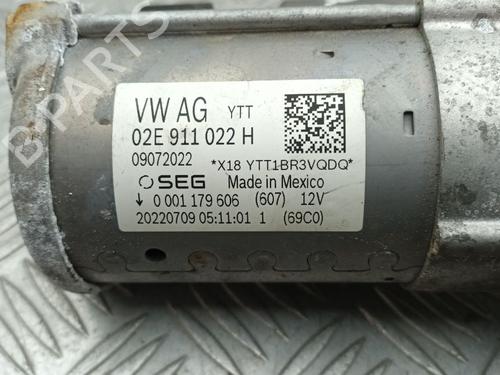 VW AG YTT
02E 911 022 H
09072022 *X18 YTT1BR3VQDQ*
SEG Made in Mexico
↓ 0 001 179 606 (607) 12V
20220709 05:11:01 1 (69C0)